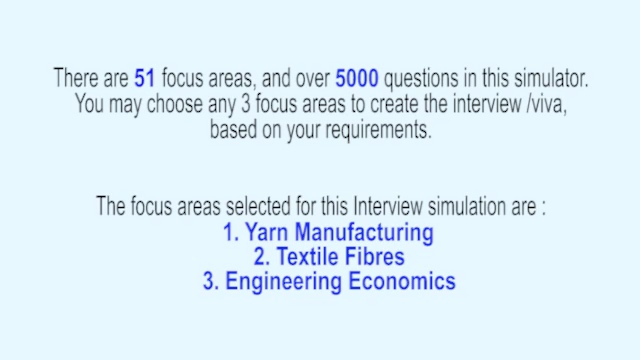 There are 51 focus areas, and over 5000 questions in this simulator.
You may choose any 3 focus areas to create the interview /viva,
based on your requirements.
The focus areas selected for this Interview simulation are :
1. Yarn Manufacturing
2. Textile Fibres
3. Engineering Economics